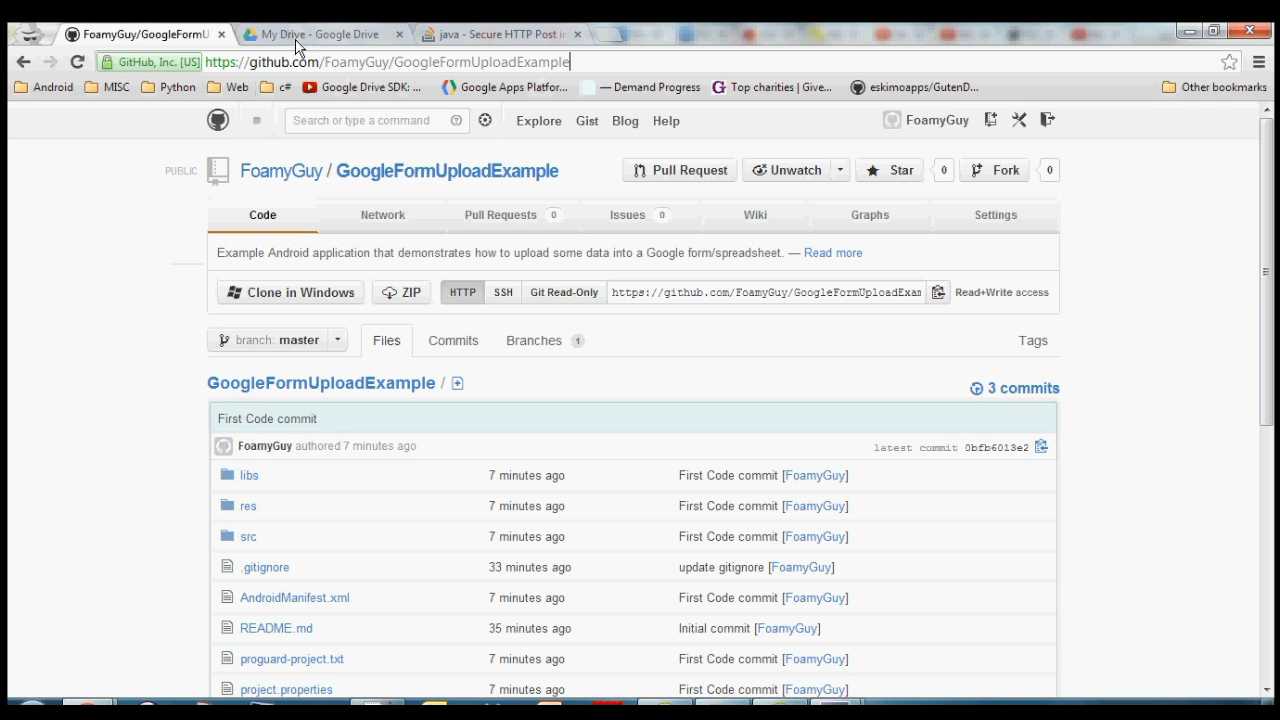 FoamyGuy/GoogleFormU
My Drive - Google Drive
java - Secure HTTP Postin
GitHub, Inc. [US]
https://github.com/FoamyGuy/GoogleFormUploadExample
Android
MISC
Python
Web
c#
Google Drive SDK: ...
Google Apps Platfor...
— Demand Progress
Top charities | Give...
eskimoapps/GutenD...
Other bookmarks
Search or type a command
Explore
Gist
Blog
Help
FoamyGuy
PUBLIC
FoamyGuy / GoogleFormUploadExample
Pull Request
Unwatch
Star
0
Fork
0
Code
Network
Pull Requests 0
Issues 0
Wiki
Graphs
Settings
Example Android application that demonstrates how to upload some data into a Google form/spreadsheet. — Read more
Clone in Windows
ZIP
HTTP
SSH
Git Read-Only
https://github.com/FoamyGuy/GoogleFormUploadExam
Read+Write access
branch: master
Files
Commits
Branches 1
Tags
GoogleFormUploadExample /
3 commits
First Code commit
FoamyGuy authored 7 minutes ago
latest commit 0bfb6013e2
libs 7 minutes ago First Code commit [FoamyGuy]
res 7 minutes ago First Code commit [FoamyGuy]
src 7 minutes ago First Code commit [FoamyGuy]
.gitignore 33 minutes ago update gitignore [FoamyGuy]
AndroidManifest.xml 7 minutes ago First Code commit [FoamyGuy]
README.md 35 minutes ago Initial commit [FoamyGuy]
proguard-project.txt 7 minutes ago First Code commit [FoamyGuy]
project.properties 7 minutes ago First Code commit [FoamyGuy]